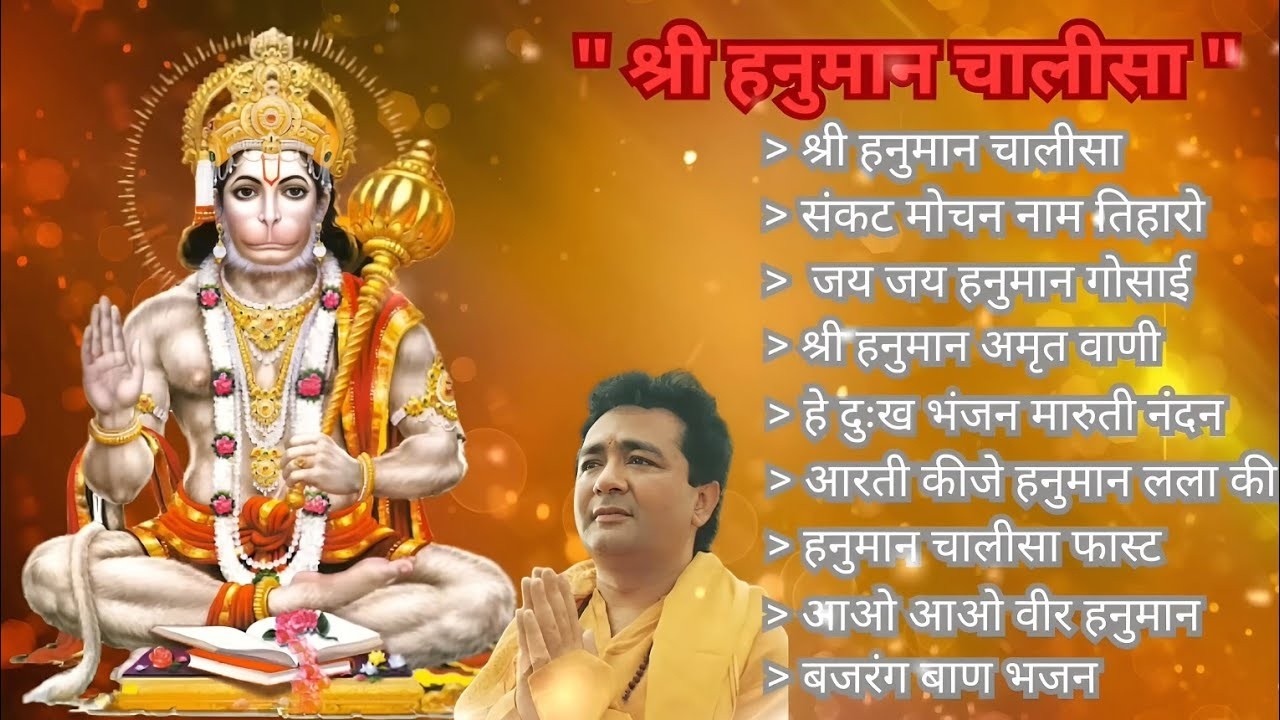 " श्री हनुमान चालीसा "
> श्री हनुमान चालीसा
> संकट मोचन नाम तिहारो
> जय जय हनुमान गोसाई
> श्री हनुमान अमृत वाणी
> हे दुःख भंजन मारुती नंदन
> आरती कीजे हनुमान लला की
> हनुमान चालीसा फास्ट
> आओ आओ वीर हनुमान
> बजरंग बाण भजन